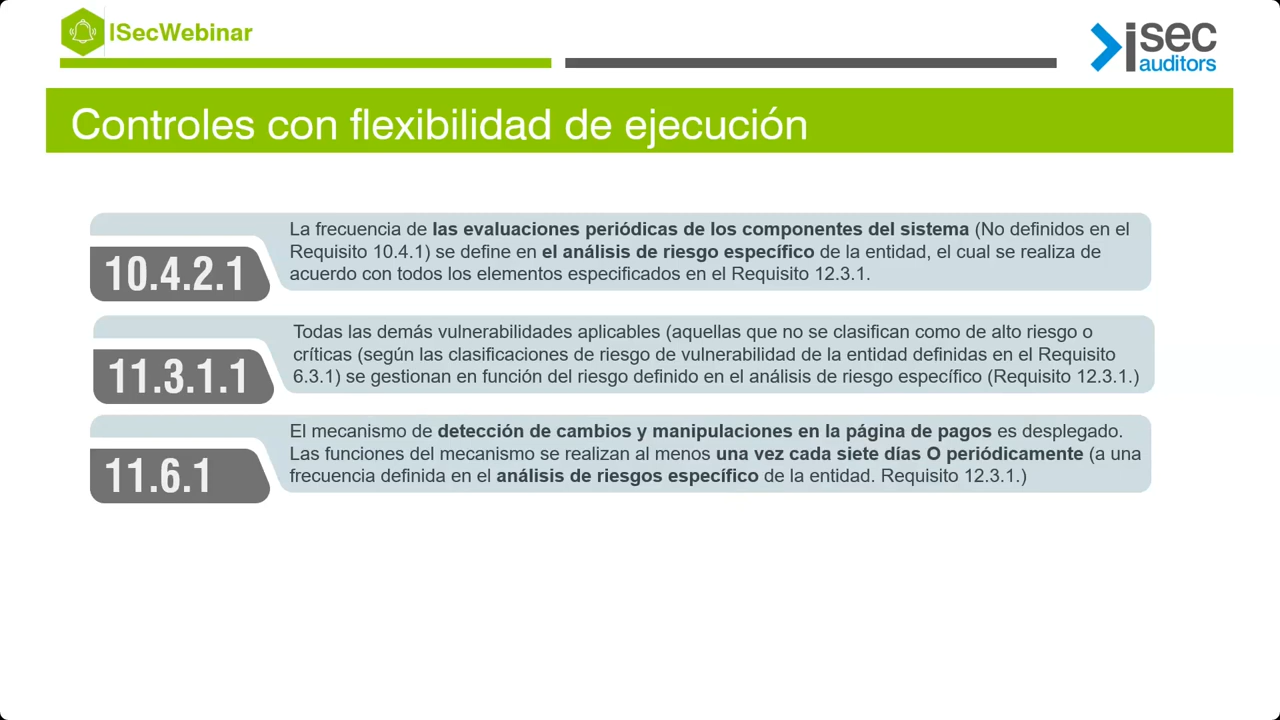 ISecWebinar
isec
auditors
Controles con flexibilidad de ejecución
La frecuencia de las evaluaciones periódicas de los componentes del sistema (No definidos en el
Requisito 10.4.1) se define en el análisis de riesgo específico de la entidad, el cual se realiza de
acuerdo con todos los elementos especificados en el Requisito 12.3.1.
10.4.2.1
Todas las demás vulnerabilidades aplicables (aquellas que no se clasifican como de alto riesgo o
críticas (según las clasificaciones de riesgo de vulnerabilidad de la entidad definidas en el Requisito
6.3.1) se gestionan en función del riesgo definido en el análisis de riesgo específico (Requisito 12.3.1.)
11.3.1.1
El mecanismo de detección de cambios y manipulaciones en la página de pagos es desplegado.
Las funciones del mecanismo se realizan al menos una vez cada siete días O periódicamente (a una
frecuencia definida en el análisis de riesgos específico de la entidad. Requisito 12.3.1.)
11.6.1